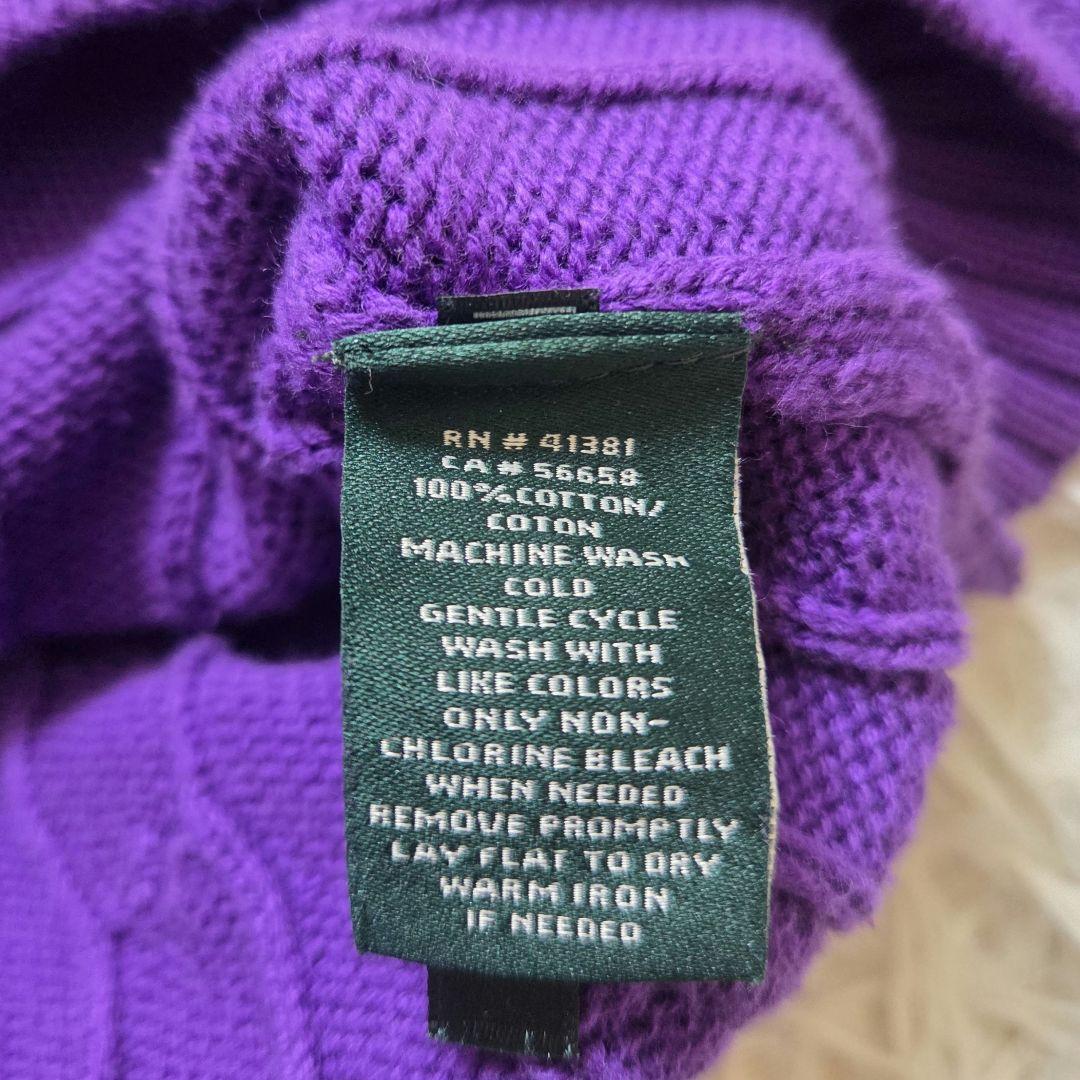 RN # 41381
CA # 56658
100% COTTON/
COTON
MACHINE WASH
COLD
GENTLE CYCLE
WASH WITH
LIKE COLORS
ONLY NON-
CHLORINE BLEACH
WHEN NEEDED
REMOVE PROMPTLY
LAY FLAT TO DRY
WARM IRON
IF NEEDED